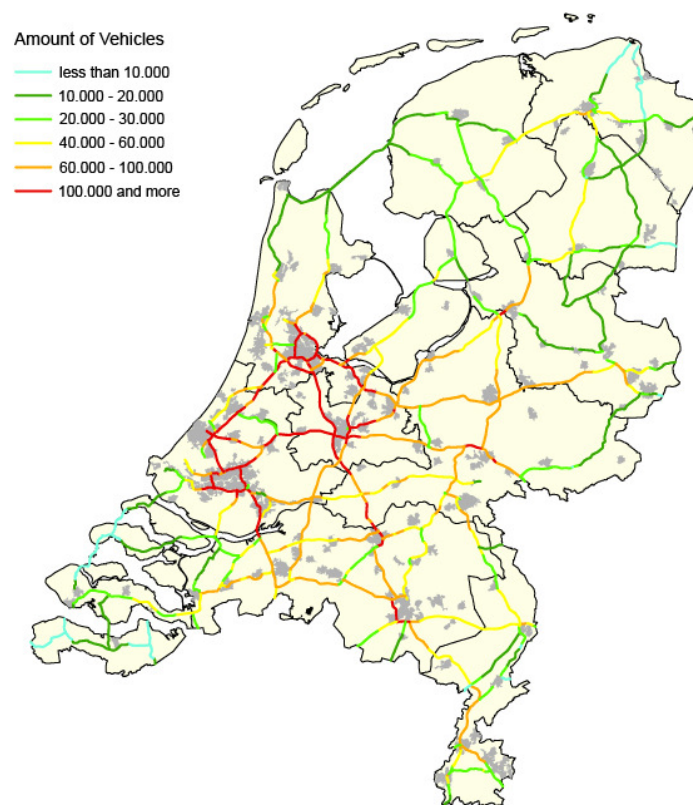 Amount of Vehicles
less than 10.000
10.000 - 20.000
20.000 - 30.000
40.000 - 60.000
60.000 - 100.000
100.000 and more